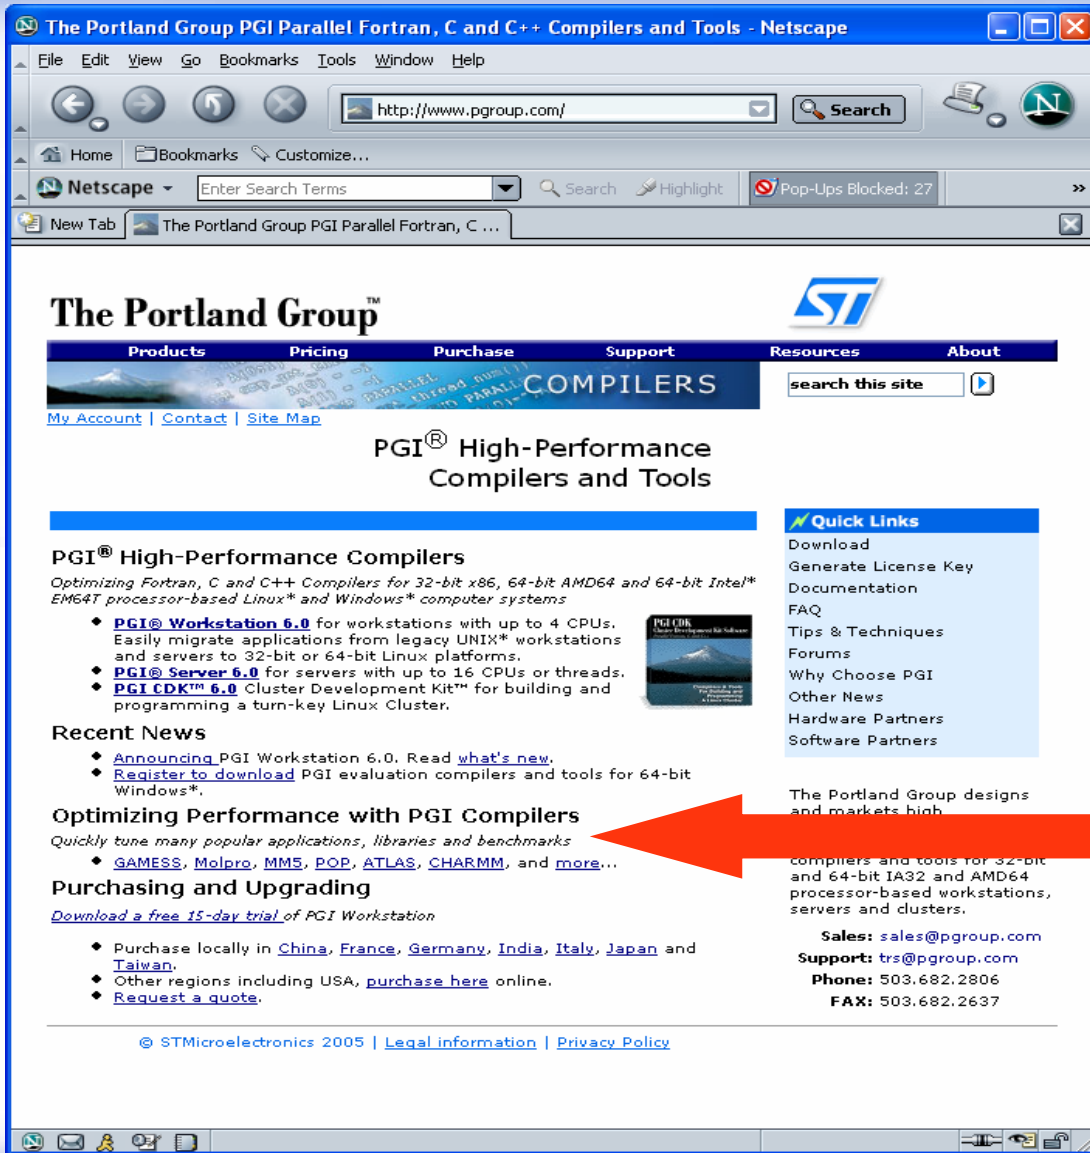 The Portland Group PGI Parallel Fortran, C and C++ Compilers and Tools - Netscape
File Edit View Go Bookmarks Tools Window Help
http://www.pgroup.com/ Search
Home Bookmarks Customize...
Netscape Enter Search Terms Search Highlight Pop-Ups Blocked: 27 »
New Tab The Portland Group PGI Parallel Fortran, C ...
The Portland Group™
ST
Products Pricing Purchase Support Resources About
COMPILERS
search this site
My Account | Contact | Site Map
PGI® High-Performance
Compilers and Tools
PGI® High-Performance Compilers
Optimizing Fortran, C and C++ Compilers for 32-bit x86, 64-bit AMD64 and 64-bit Intel*
EM64T processor-based Linux* and Windows* computer systems
PGI® Workstation 6.0 for workstations with up to 4 CPUs.
Easily migrate applications from legacy UNIX* workstations
and servers to 32-bit or 64-bit Linux platforms.
PGI® Server 6.0 for servers with up to 16 CPUs or threads.
PGI CDK™ 6.0 Cluster Development Kit™ for building and
programming a turn-key Linux Cluster.
PGI CDK
Cluster Development Kit Software
Recent News
Announcing PGI Workstation 6.0. Read what's new.
Register to download PGI evaluation compilers and tools for 64-bit
Windows*.
Optimizing Performance with PGI Compilers
Quickly tune many popular applications, libraries and benchmarks
GAMESS, Molpro, MM5, POP, ATLAS, CHARMM, and more...
Purchasing and Upgrading
Download a free 15-day trial of PGI Workstation
Purchase locally in China, France, Germany, India, Italy, Japan and
Taiwan.
Other regions including USA, purchase here online.
Request a quote.
Quick Links
Download
Generate License Key
Documentation
FAQ
Tips & Techniques
Forums
Why Choose PGI
Other News
Hardware Partners
Software Partners
The Portland Group designs
and markets high
compilers and tools for 32-bit
and 64-bit IA32 and AMD64
processor-based workstations,
servers and clusters.
Sales: sales@pgroup.com
Support: trs@pgroup.com
Phone: 503.682.2806
FAX: 503.682.2637
© STMicroelectronics 2005 | Legal information | Privacy Policy